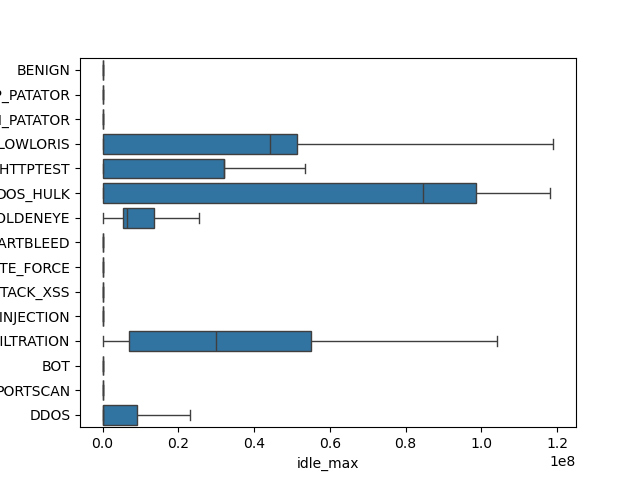 BENIGN
P_PATATOR
I_PATATOR
LOWLORIS
HTTPTEST
DOS_HULK
OLDENEYE
ARTBLEED
TE_FORCE
TACK_XSS
INJECTION
ILTRATION
BOT
PORTSCAN
DDOS
0.0 0.2 0.4 0.6 0.8 1.0 1.2
1e8
idle_max